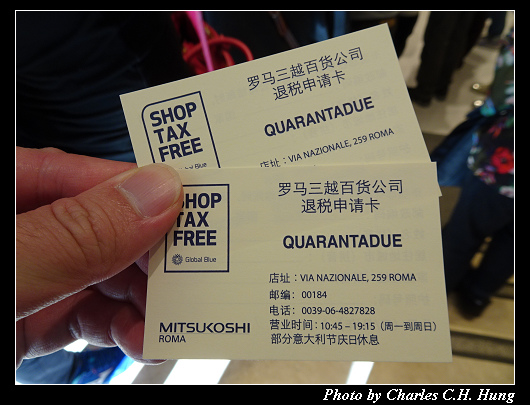 罗马三越百货公司
退税申请卡
SHOP
TAX
FREE
Global Blue
QUARANTADUE
店址：VIA NAZIONALE, 259 ROMA
罗马三越百货公司
退税申请卡
SHOP
TAX
FREE
Global Blue
QUARANTADUE
店址：VIA NAZIONALE, 259 ROMA
邮编：00184
电话：0039-06-4827828
营业时间：10:45 – 19:15（周一到周日）
部分意大利节庆日休息
MITSUKOSHI
ROMA
Photo by Charles C.H. Hung